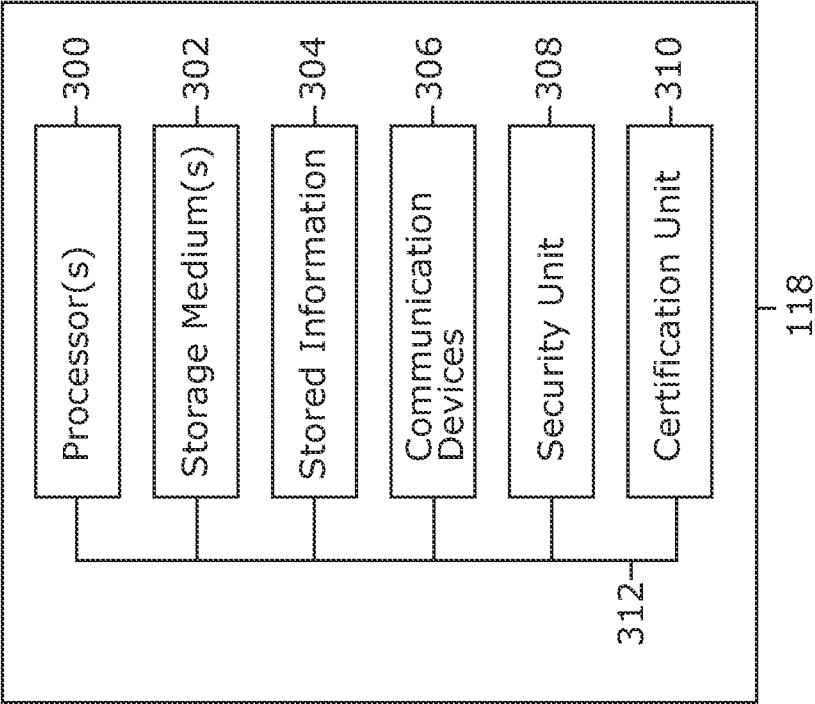 Processor(s)
300
Storage Medium(s)
302
Stored Information
304
Communication
Devices
306
Security Unit
308
Certification Unit
310
312
118